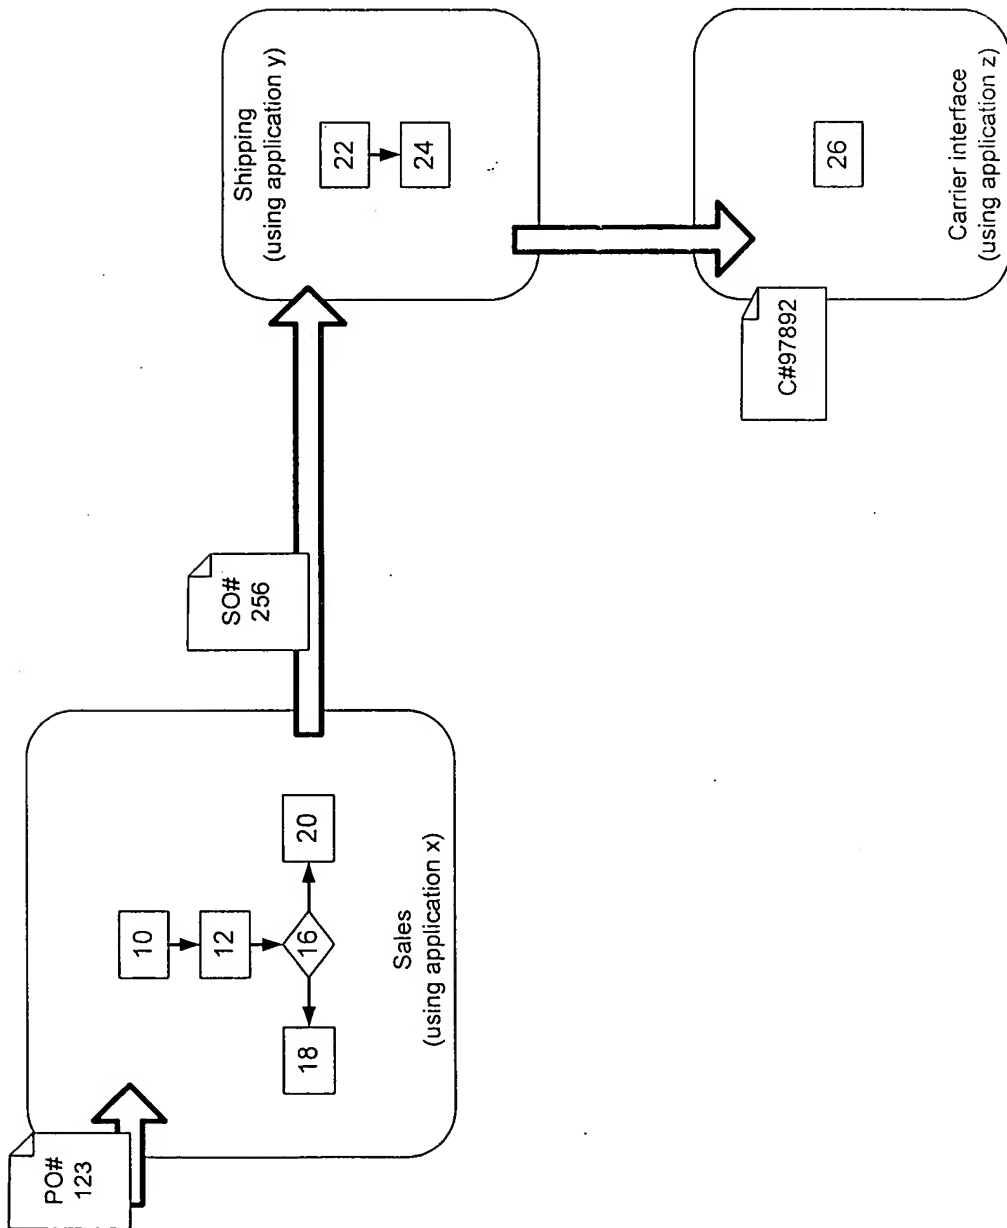 PO#
123
10
12
16
18
20
Sales
(using application x)
SO#
256
Shipping
(using application y)
22
24
C#97892
26
Carrier interface
(using application z)